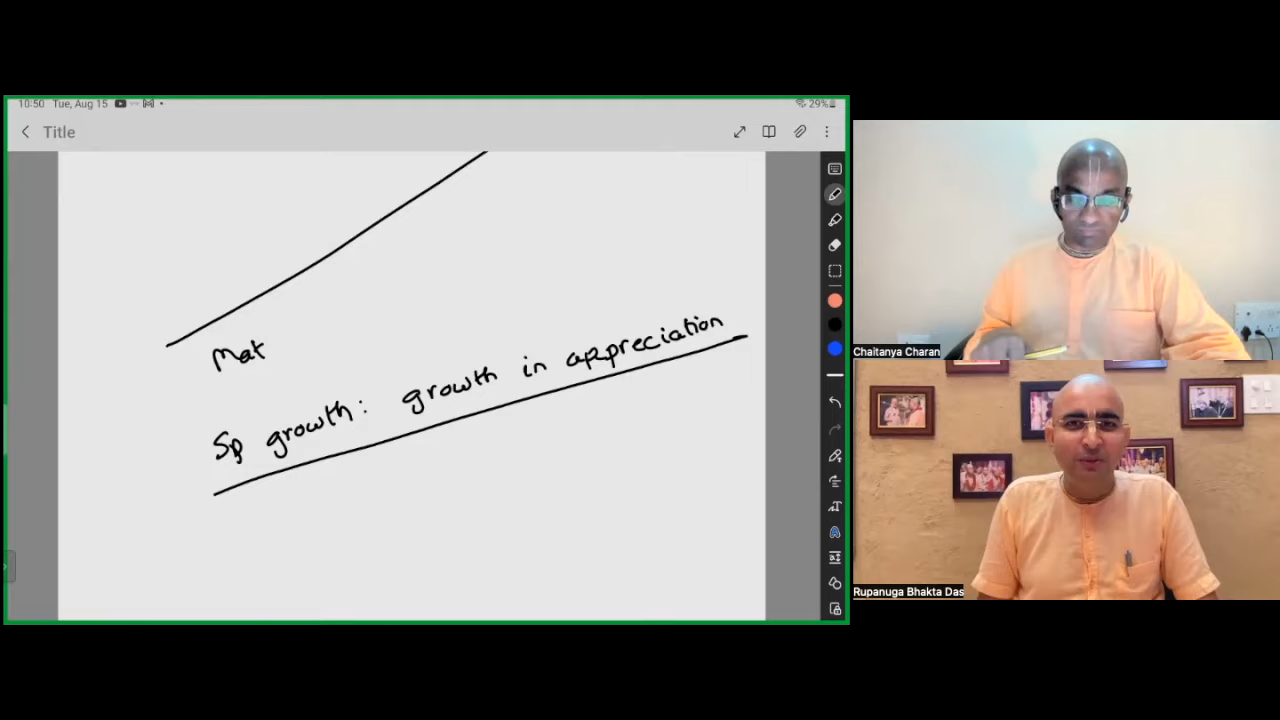 10:50 Tue, Aug 15
29%
Title
Mat
Sp growth: growth in appreciation
Chaitanya Charan
Rupanuga Bhakta Das